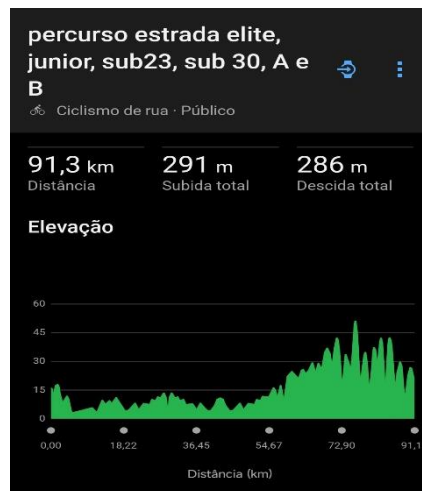 percurso estrada elite,
junior, sub23, sub 30, A e
B
Ciclismo de rua · Público
91,3 km
Distância
291 m
Subida total
286 m
Descida total
Elevação
60
45
30
15
0
0,00 18,22 36,45 54,67 72,90 91,1
Distância (km)